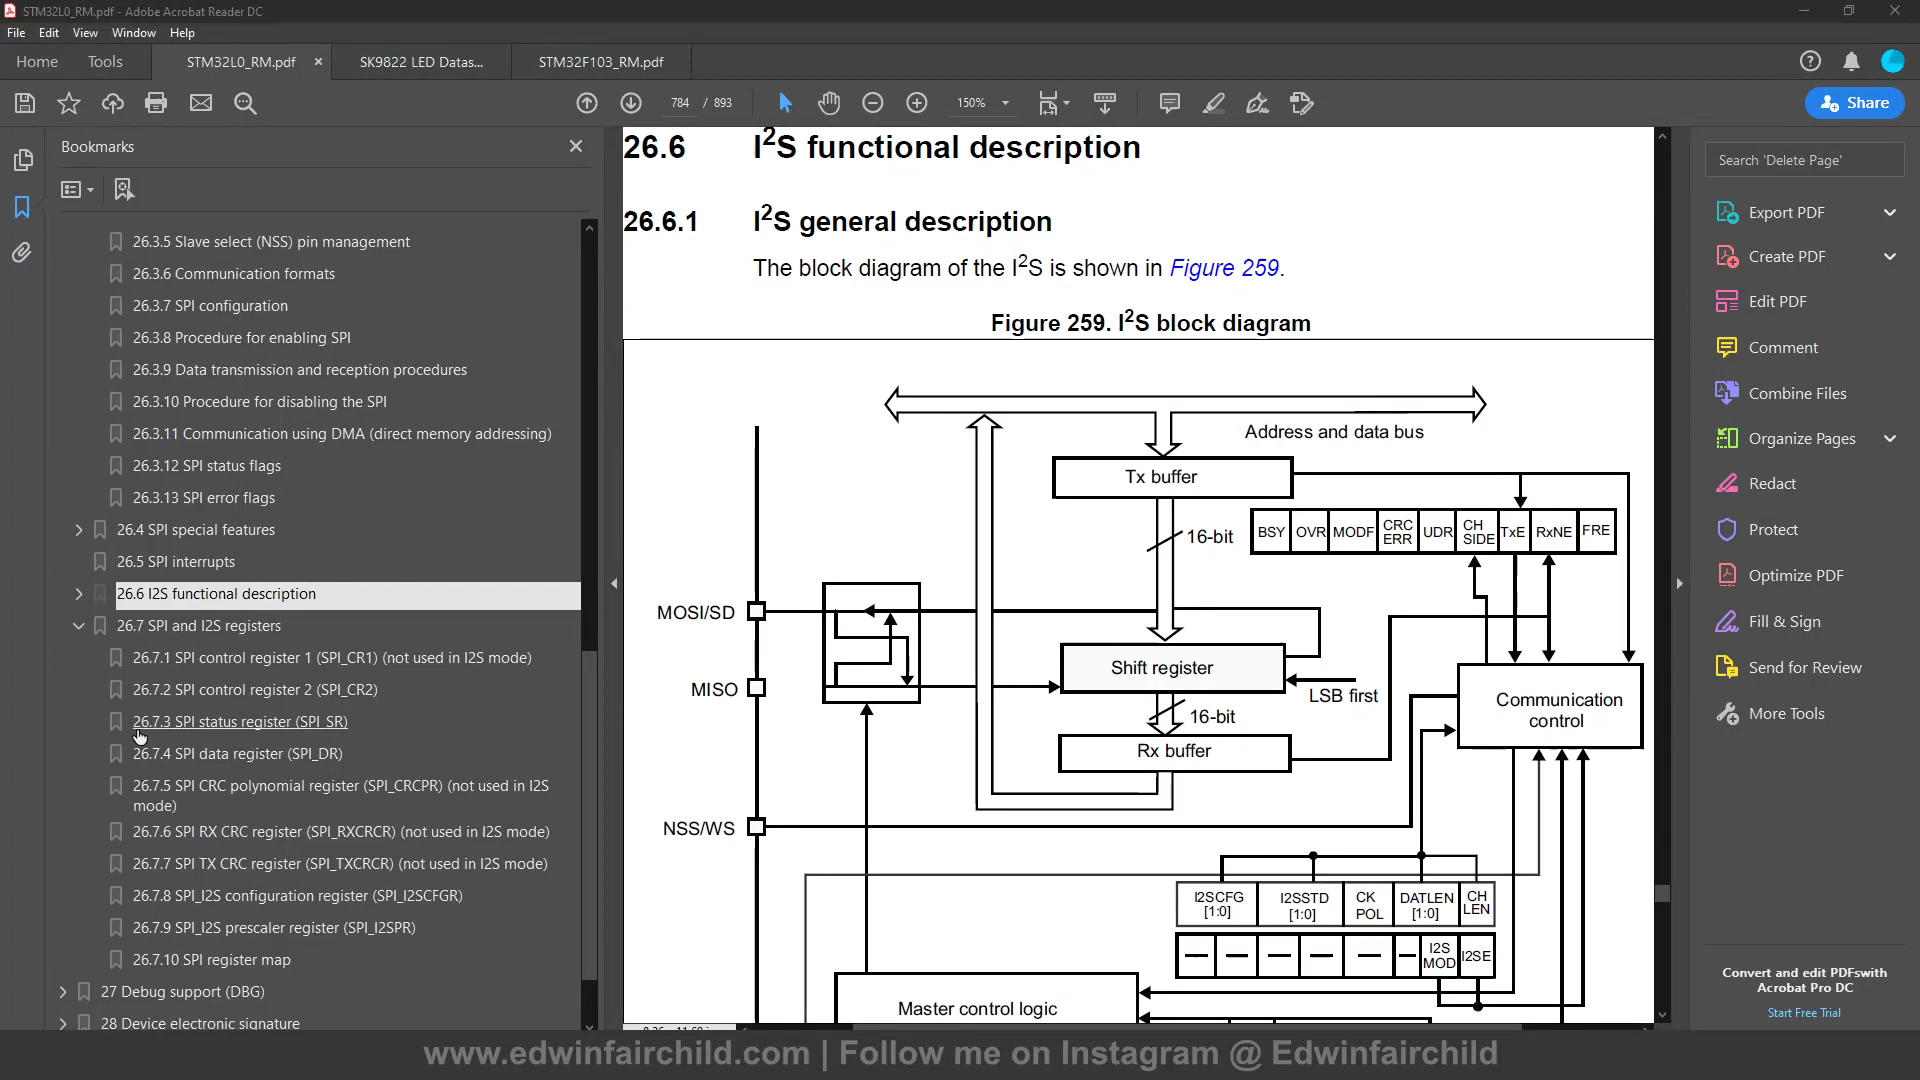 STM32L0_RM.pdf - Adobe Acrobat Reader DC
File Edit View Window Help
Home Tools STM32L0_RM.pdf × SK9822 LED Datas... STM32F103_RM.pdf
784 / 893 150% Share
Bookmarks
26.3.5 Slave select (NSS) pin management
26.3.6 Communication formats
26.3.7 SPI configuration
26.3.8 Procedure for enabling SPI
26.3.9 Data transmission and reception procedures
26.3.10 Procedure for disabling the SPI
26.3.11 Communication using DMA (direct memory addressing)
26.3.12 SPI status flags
26.3.13 SPI error flags
26.4 SPI special features
26.5 SPI interrupts
26.6 I2S functional description
26.7 SPI and I2S registers
26.7.1 SPI control register 1 (SPI_CR1) (not used in I2S mode)
26.7.2 SPI control register 2 (SPI_CR2)
26.7.3 SPI status register (SPI_SR)
26.7.4 SPI data register (SPI_DR)
26.7.5 SPI CRC polynomial register (SPI_CRCPR) (not used in I2S
mode)
26.7.6 SPI RX CRC register (SPI_RXCRCR) (not used in I2S mode)
26.7.7 SPI TX CRC register (SPI_TXCRCR) (not used in I2S mode)
26.7.8 SPI_I2S configuration register (SPI_I2SCFGR)
26.7.9 SPI_I2S prescaler register (SPI_I2SPR)
26.7.10 SPI register map
27 Debug support (DBG)
28 Device electronic signature
26.6 I²S functional description
26.6.1 I²S general description
The block diagram of the I²S is shown in Figure 259.
Figure 259. I²S block diagram
Address and data bus
Tx buffer
16-bit
BSY OVR MODF CRC ERR UDR CH SIDE TxE RxNE FRE
MOSI/SD
Shift register
LSB first
MISO
16-bit
Communication
control
Rx buffer
NSS/WS
I2SCFG [1:0] I2SSTD [1:0] CK POL DATLEN [1:0] CH LEN
I2S MOD I2SE
Master control logic
Search 'Delete Page'
Export PDF
Create PDF
Edit PDF
Comment
Combine Files
Organize Pages
Redact
Protect
Optimize PDF
Fill & Sign
Send for Review
More Tools
Convert and edit PDFswith
Acrobat Pro DC
Start Free Trial
www.edwinfairchild.com | Follow me on Instagram @ Edwinfairchild